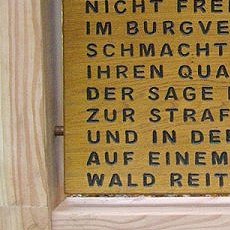 NICHT FREI
IM BURGVE
SCHMACHT
IHREN QUA
DER SAGE
ZUR STRAF
UND IN DE
AUF EINEM
WALD REIT